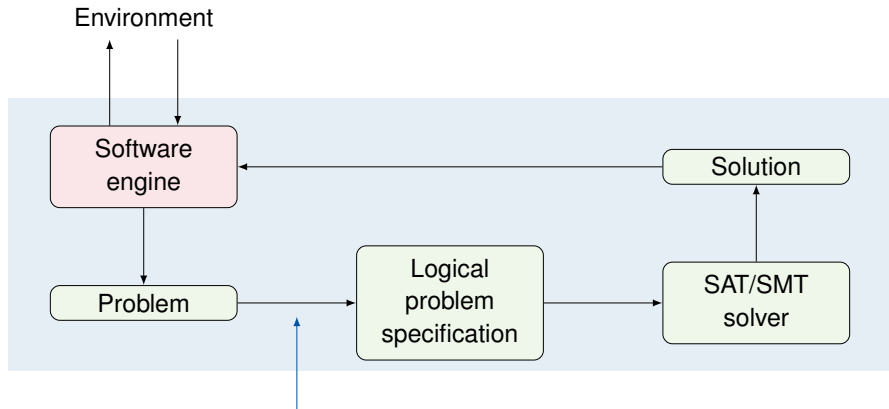 Environment
Software
engine
Solution
Problem
Logical
problem
specification
SAT/SMT
solver